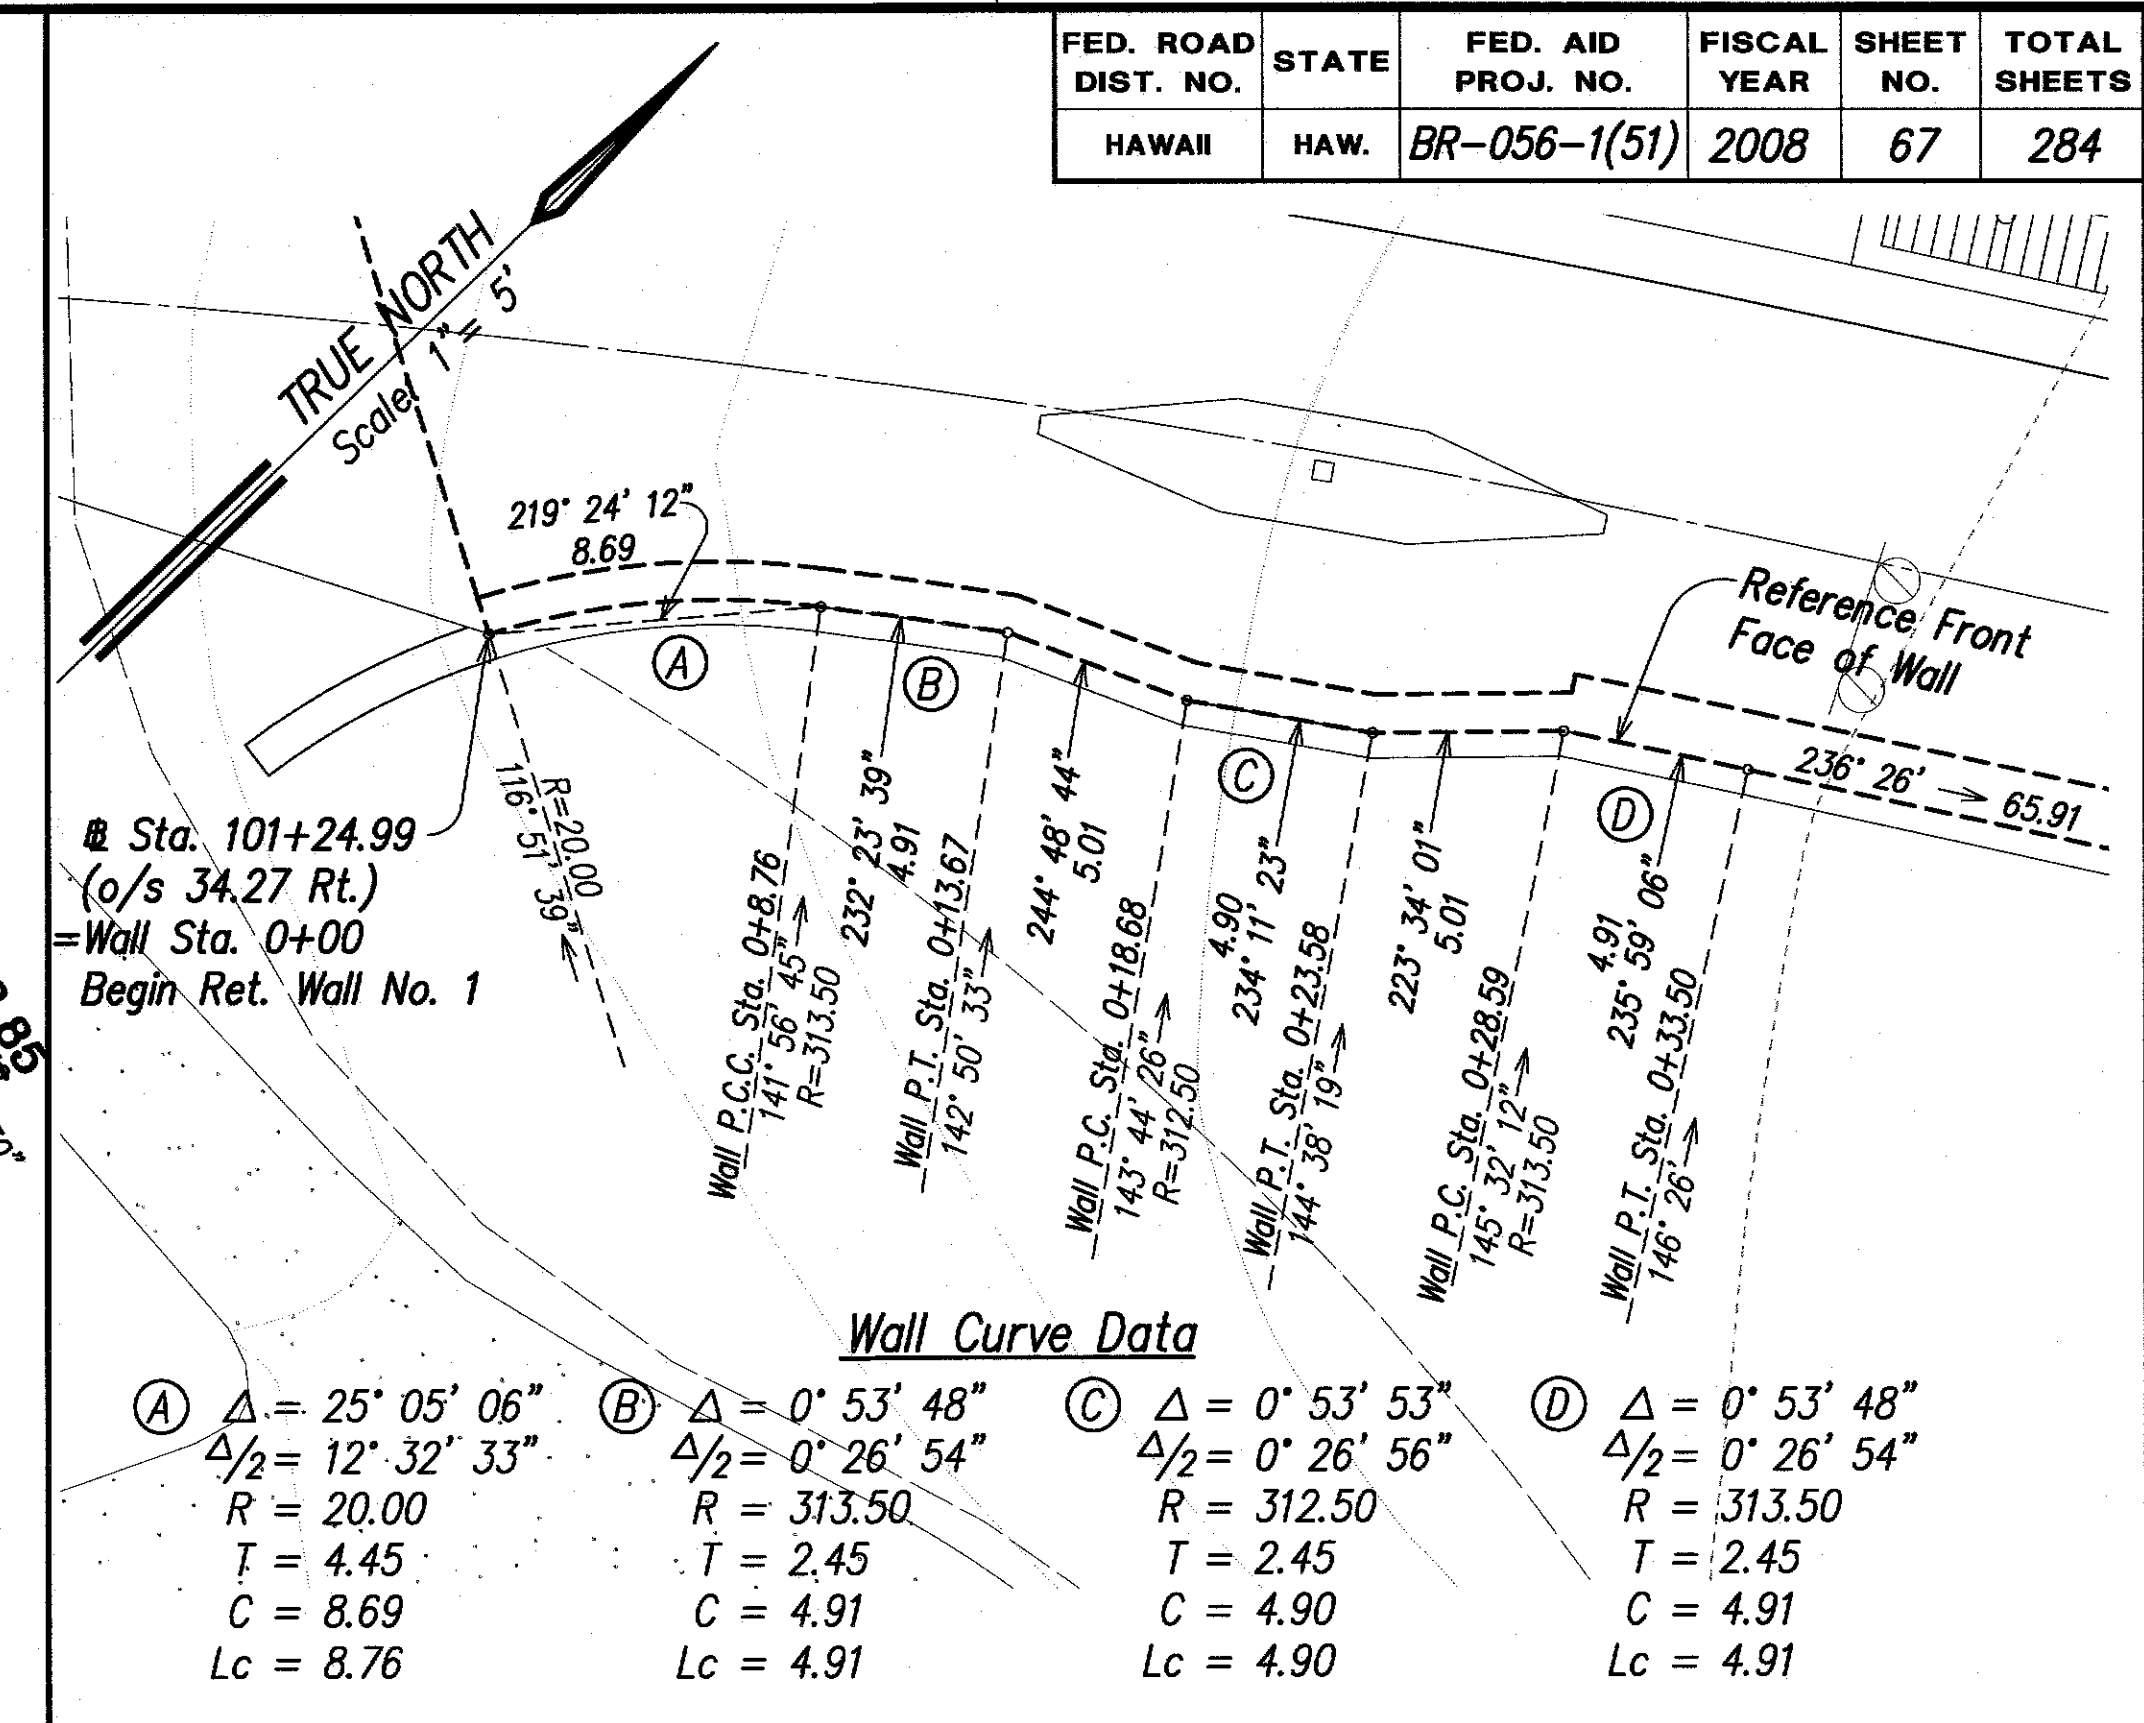 FED. ROAD DIST. NO. STATE FED. AID PROJ. NO. FISCAL YEAR SHEET NO. TOTAL SHEETS
HAWAII HAW. BR-056-1(51) 2008 67 284
TRUE NORTH
Scale: 1" = 5'
219° 24' 12"
8.69
Reference Front
Face of Wall
236° 26' 65.91
A
B
C
D
℄ Sta. 101+24.99
(o/s 34.27 Rt.)
=Wall Sta. 0+00
Begin Ret. Wall No. 1
R=20.00
116° 51' 39"
Wall P.C.C. Sta. 0+8.76
141° 56' 45"
R=313.50
232° 23' 39"
4.91
Wall P.T. Sta. 0+13.67
142° 50' 33"
244° 48' 44"
5.01
Wall P.C. Sta. 0+18.68
143° 44' 26"
R=312.50
4.90
234° 11' 23"
Wall P.T. Sta. 0+23.58
144° 38' 19"
223° 34' 01"
5.01
Wall P.C. Sta. 0+28.59
145° 32' 12"
R=313.50
4.91
235° 59' 06"
Wall P.T. Sta. 0+33.50
146° 26'
85
Wall Curve Data
A Δ = 25° 05' 06" B Δ = 0° 53' 48" C Δ = 0° 53' 53" D Δ = 0° 53' 48"
Δ/2 = 12° 32' 33" Δ/2 = 0° 26' 54" Δ/2 = 0° 26' 56" Δ/2 = 0° 26' 54"
R = 20.00 R = 313.50 R = 312.50 R = 313.50
T = 4.45 T = 2.45 T = 2.45 T = 2.45
C = 8.69 C = 4.91 C = 4.90 C = 4.91
Lc = 8.76 Lc = 4.91 Lc = 4.90 Lc = 4.91